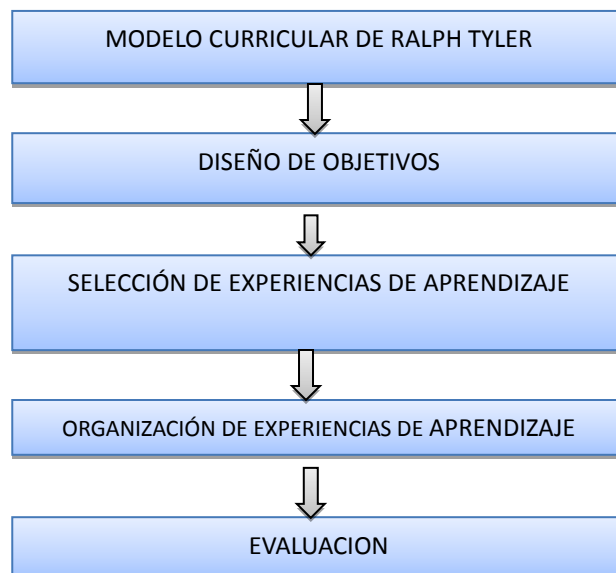 MODELO CURRICULAR DE RALPH TYLER
DISEÑO DE OBJETIVOS
SELECCIÓN DE EXPERIENCIAS DE APRENDIZAJE
ORGANIZACIÓN DE EXPERIENCIAS DE APRENDIZAJE
EVALUACION